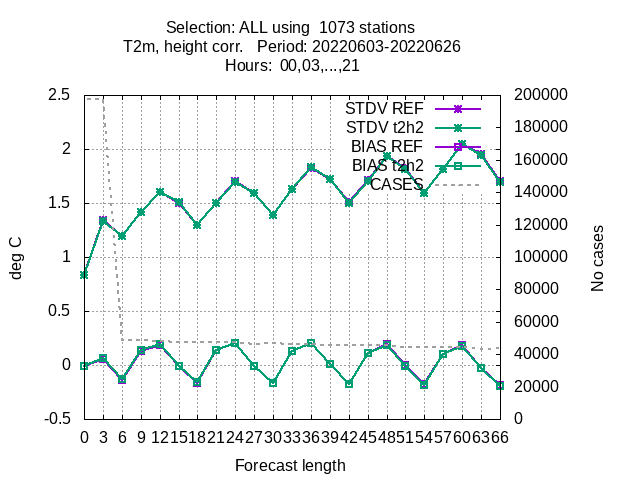 Selection: ALL using  1073 stations
T2m, height corr.   Period: 20220603-20220626
Hours:  00,03,...,21
2.5
2
1.5
1
0.5
0
-0.5
deg C
STDV REF
STDV t2h2
BIAS REF
BIAS t2h2
CASES
200000
180000
160000
140000
120000
100000
80000
60000
40000
20000
0
No cases
0 3 6 9 12 15 18 21 24 27 30 33 36 39 42 45 48 51 54 57 60 63 66
Forecast length